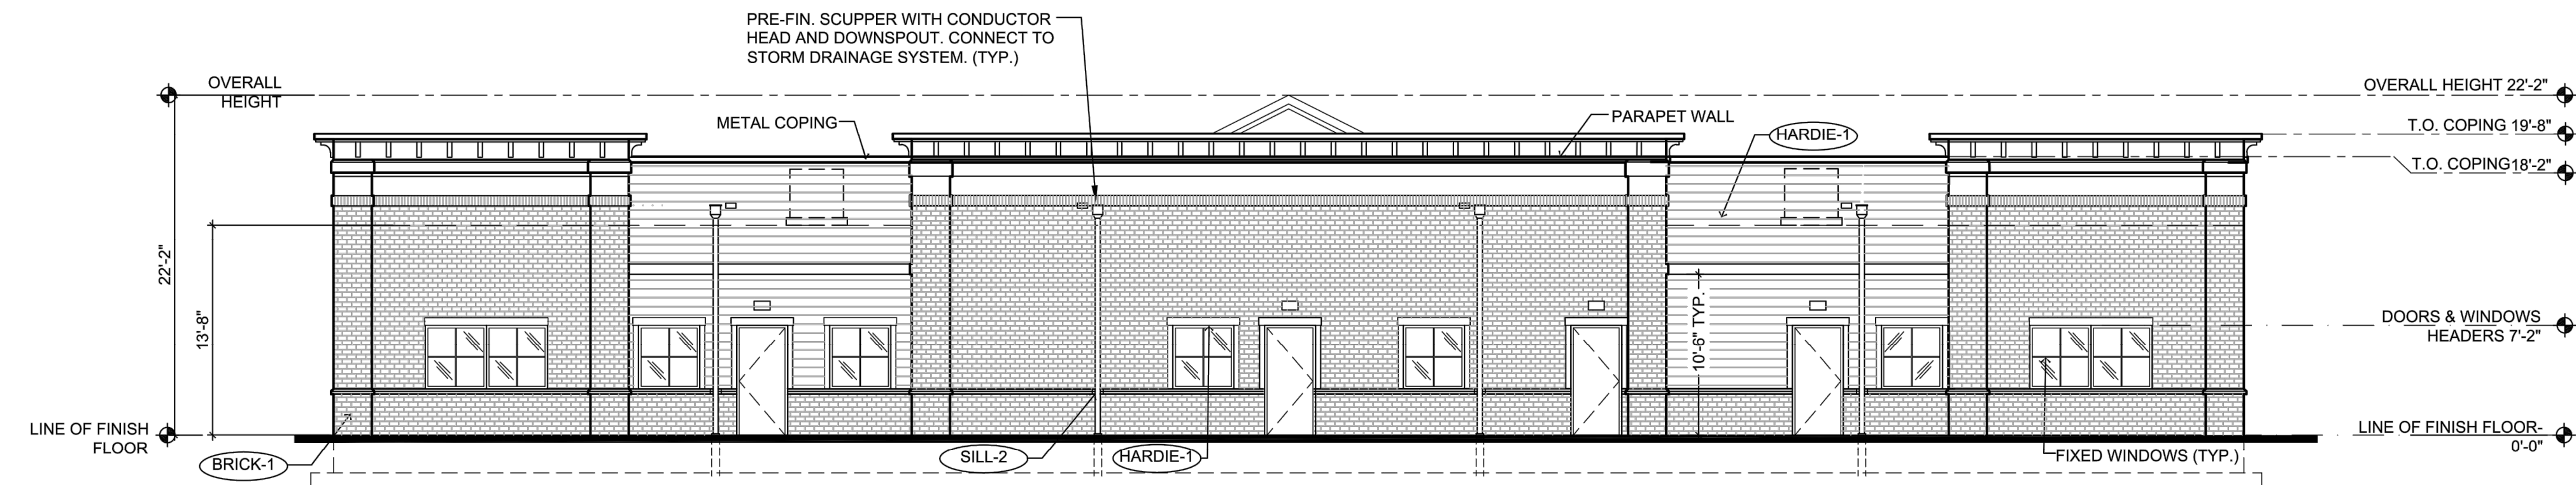 PRE-FIN. SCUPPER WITH CONDUCTOR
HEAD AND DOWNSPOUT. CONNECT TO
STORM DRAINAGE SYSTEM. (TYP.)
OVERALL
HEIGHT
OVERALL HEIGHT 22'-2"
METAL COPING
PARAPET WALL
HARDIE-1
T.O. COPING 19'-8"
T.O. COPING18'-2"
22'-2"
13'-8"
10'-6" TYP.
DOORS & WINDOWS
HEADERS 7'-2"
LINE OF FINISH
FLOOR
BRICK-1
SILL-2
HARDIE-1
FIXED WINDOWS (TYP.)
LINE OF FINISH FLOOR-
0'-0"